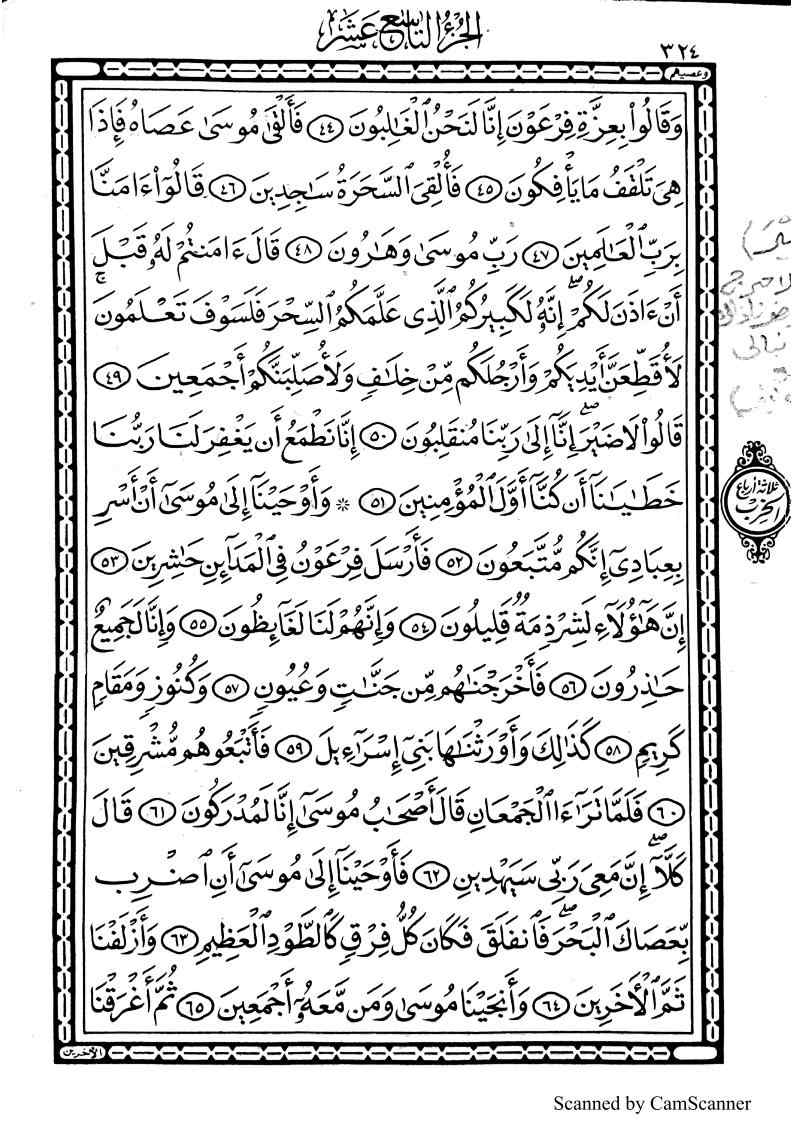 الجزء التاسع عشر
٣٢٤
وعصيهم
وَقَالُوا۟ بِعِزَّةِ فِرْعَوْنَ إِنَّا لَنَحْنُ ٱلْغَـٰلِبُونَ ٤٤ فَأَلْقَىٰ مُوسَىٰ عَصَاهُ فَإِذَا
هِىَ تَلْقَفُ مَا يَأْفِكُونَ ٤٥ فَأُلْقِىَ ٱلسَّحَرَةُ سَـٰجِدِينَ ٤٦ قَالُوٓا۟ ءَامَنَّا
بِرَبِّ ٱلْعَـٰلَمِينَ ٤٧ رَبِّ مُوسَىٰ وَهَـٰرُونَ ٤٨ قَالَ ءَامَنتُمْ لَهُۥ قَبْلَ
أَنْ ءَاذَنَ لَكُمْ ۖ إِنَّهُۥ لَكَبِيرُكُمُ ٱلَّذِى عَلَّمَكُمُ ٱلسِّحْرَ فَلَسَوْفَ تَعْلَمُونَ ۚ
لَأُقَطِّعَنَّ أَيْدِيَكُمْ وَأَرْجُلَكُم مِّنْ خِلَـٰفٍ وَلَأُصَلِّبَنَّكُمْ أَجْمَعِينَ ٤٩
قَالُوا۟ لَا ضَيْرَ ۖ إِنَّآ إِلَىٰ رَبِّنَا مُنقَلِبُونَ ٥٠ إِنَّا نَطْمَعُ أَن يَغْفِرَ لَنَا رَبُّنَا
خَطَـٰيَـٰنَآ أَن كُنَّآ أَوَّلَ ٱلْمُؤْمِنِينَ ٥١ * وَأَوْحَيْنَآ إِلَىٰ مُوسَىٰٓ أَنْ أَسْرِ
ثلاثة أرباع
الحزب
بِعِبَادِىٓ إِنَّكُم مُّتَّبَعُونَ ٥٢ فَأَرْسَلَ فِرْعَوْنُ فِى ٱلْمَدَآئِنِ حَـٰشِرِينَ ٥٣
إِنَّ هَـٰٓؤُلَآءِ لَشِرْذِمَةٌ قَلِيلُونَ ٥٤ وَإِنَّهُمْ لَنَا لَغَآئِظُونَ ٥٥ وَإِنَّا لَجَمِيعٌ
حَـٰذِرُونَ ٥٦ فَأَخْرَجْنَـٰهُم مِّن جَنَّـٰتٍ وَعُيُونٍ ٥٧ وَكُنُوزٍ وَمَقَامٍ
كَرِيمٍ ٥٨ كَذَٰلِكَ وَأَوْرَثْنَـٰهَا بَنِىٓ إِسْرَٰٓءِيلَ ٥٩ فَأَتْبَعُوهُم مُّشْرِقِينَ
٦٠ فَلَمَّا تَرَٰٓءَا ٱلْجَمْعَانِ قَالَ أَصْحَـٰبُ مُوسَىٰٓ إِنَّا لَمُدْرَكُونَ ٦١ قَالَ
كَلَّآ ۖ إِنَّ مَعِىَ رَبِّى سَيَهْدِينِ ٦٢ فَأَوْحَيْنَآ إِلَىٰ مُوسَىٰٓ أَنِ ٱضْرِب
بِّعَصَاكَ ٱلْبَحْرَ ۖ فَٱنفَلَقَ فَكَانَ كُلُّ فِرْقٍ كَٱلطَّوْدِ ٱلْعَظِيمِ ٦٣ وَأَزْلَفْنَا
ثَمَّ ٱلْـَٔاخَرِينَ ٦٤ وَأَنجَيْنَا مُوسَىٰ وَمَن مَّعَهُۥٓ أَجْمَعِينَ ٦٥ ثُمَّ أَغْرَقْنَا
الآخرين
Scanned by CamScanner